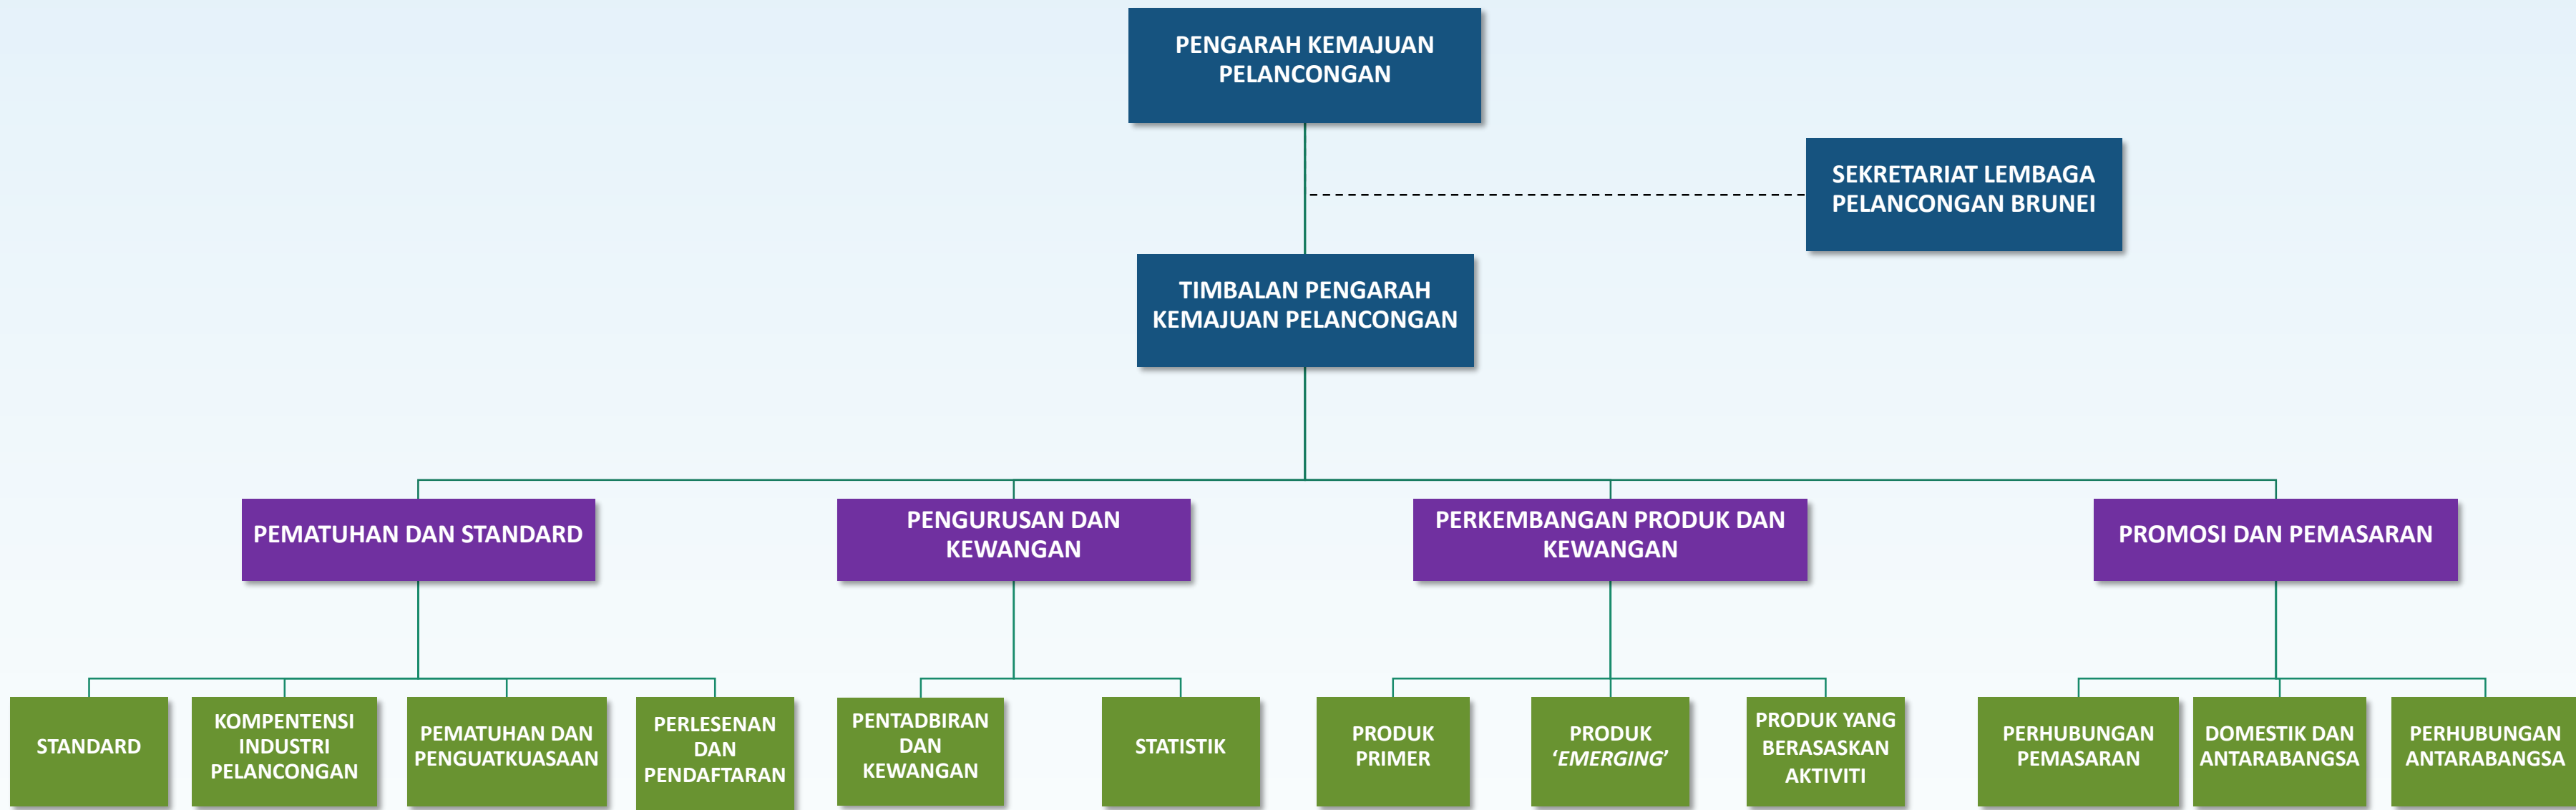 PENGARAH KEMAJUAN
PELANCONGAN
SEKRETARIAT LEMBAGA
PELANCONGAN BRUNEI
TIMBALAN PENGARAH
KEMAJUAN PELANCONGAN
PEMATUHAN DAN STANDARD
PENGURUSAN DAN
KEWANGAN
PERKEMBANGAN PRODUK DAN
KEWANGAN
PROMOSI DAN PEMASARAN
STANDARD
KOMPENTENSI
INDUSTRI
PELANCONGAN
PEMATUHAN DAN
PENGUATKUASAAN
PERLESENAN
DAN
PENDAFTARAN
PENTADBIRAN
DAN
KEWANGAN
STATISTIK
PRODUK
PRIMER
PRODUK
‘EMERGING’
PRODUK YANG
BERASASKAN
AKTIVITI
PERHUBUNGAN
PEMASARAN
DOMESTIK DAN
ANTARABANGSA
PERHUBUNGAN
ANTARABANGSA